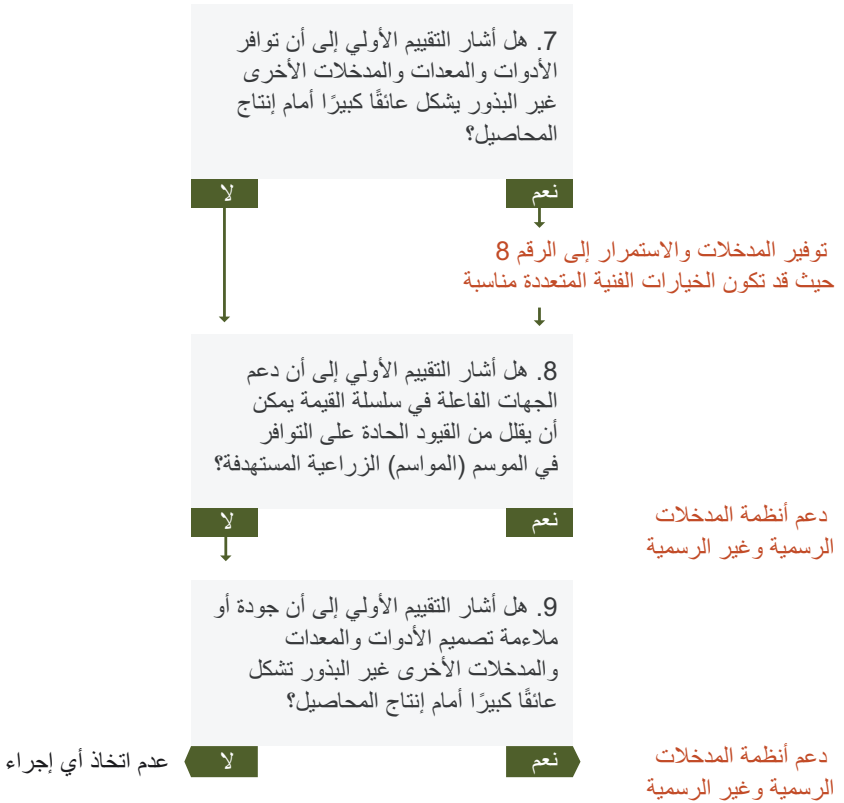 7. هل أشار التقييم الأولي إلى أن توافر
الأدوات والمعدات والمدخلات الأخرى
غير البذور يشكل عائقًا كبيرًا أمام إنتاج
المحاصيل؟
نعم
لا
توفير المدخلات والاستمرار إلى الرقم 8
حيث قد تكون الخيارات الفنية المتعددة مناسبة
8. هل أشار التقييم الأولي إلى أن دعم
الجهات الفاعلة في سلسلة القيمة يمكن
أن يقلل من القيود الحادة على التوافر
في الموسم (المواسم) الزراعية المستهدفة؟
دعم أنظمة المدخلات
الرسمية وغير الرسمية
نعم
لا
9. هل أشار التقييم الأولي إلى أن جودة أو
ملاءمة تصميم الأدوات والمعدات
والمدخلات الأخرى غير البذور تشكل
عائقًا كبيرًا أمام إنتاج المحاصيل؟
دعم أنظمة المدخلات
الرسمية وغير الرسمية
نعم
لا
عدم اتخاذ أي إجراء